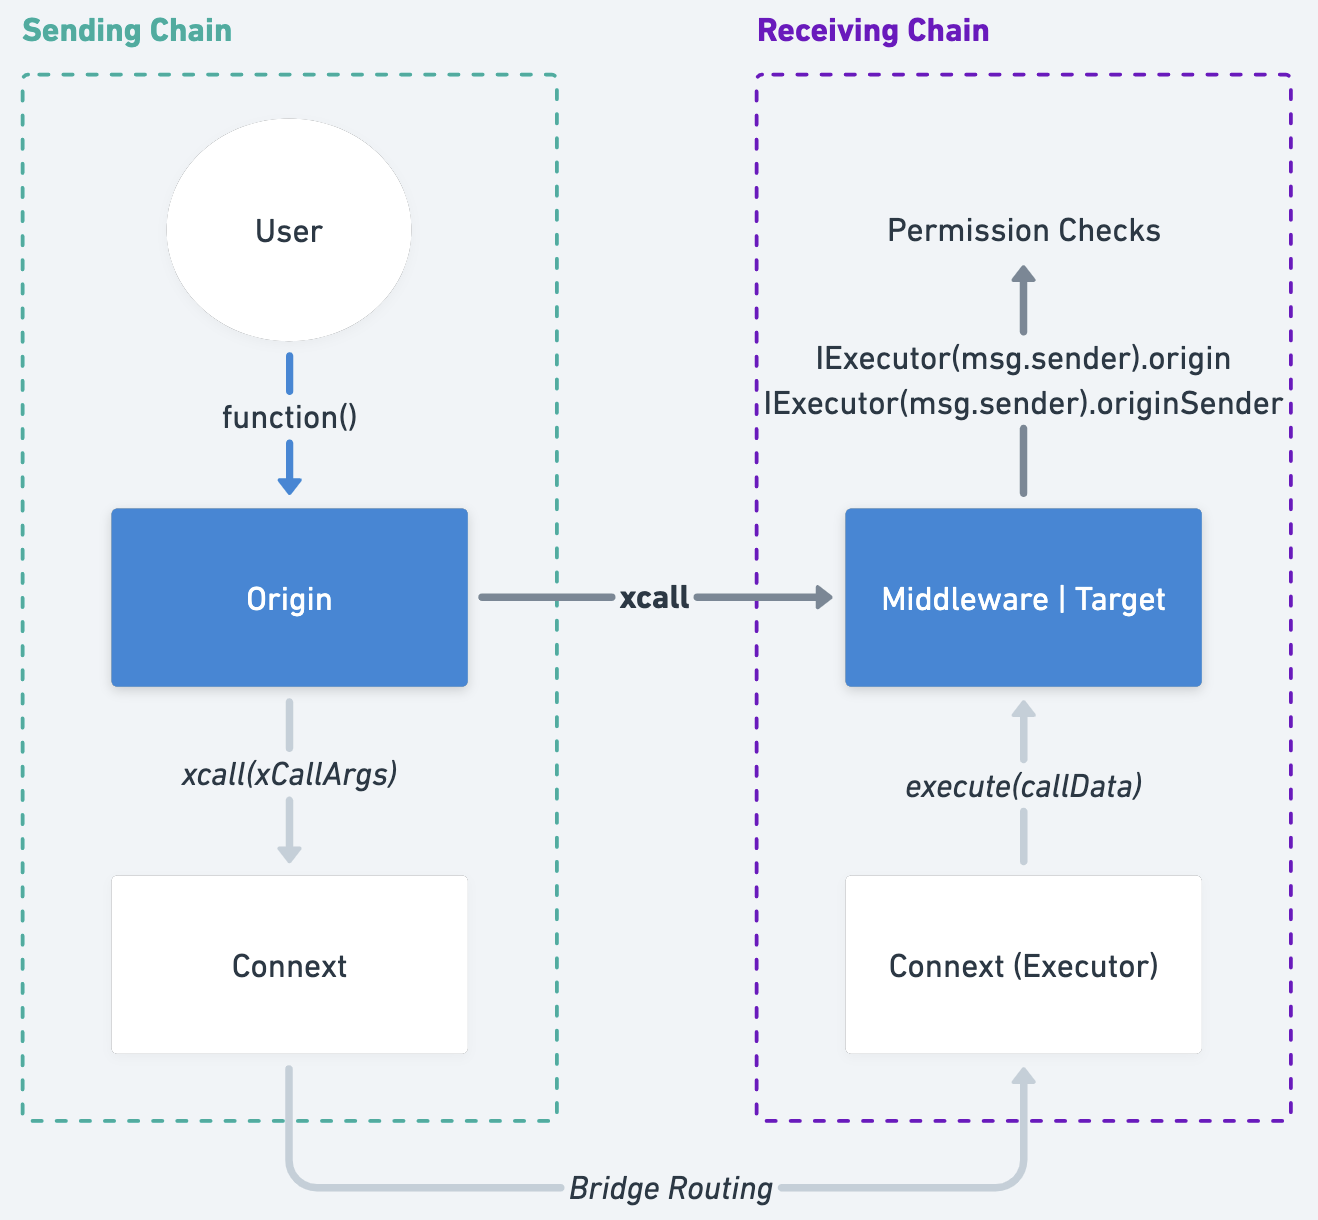 Sending Chain
Receiving Chain
User
function()
Origin
xcall
xcall(xCallArgs)
Connext
Permission Checks
IExecutor(msg.sender).origin
IExecutor(msg.sender).originSender
Middleware | Target
execute(callData)
Connext (Executor)
Bridge Routing